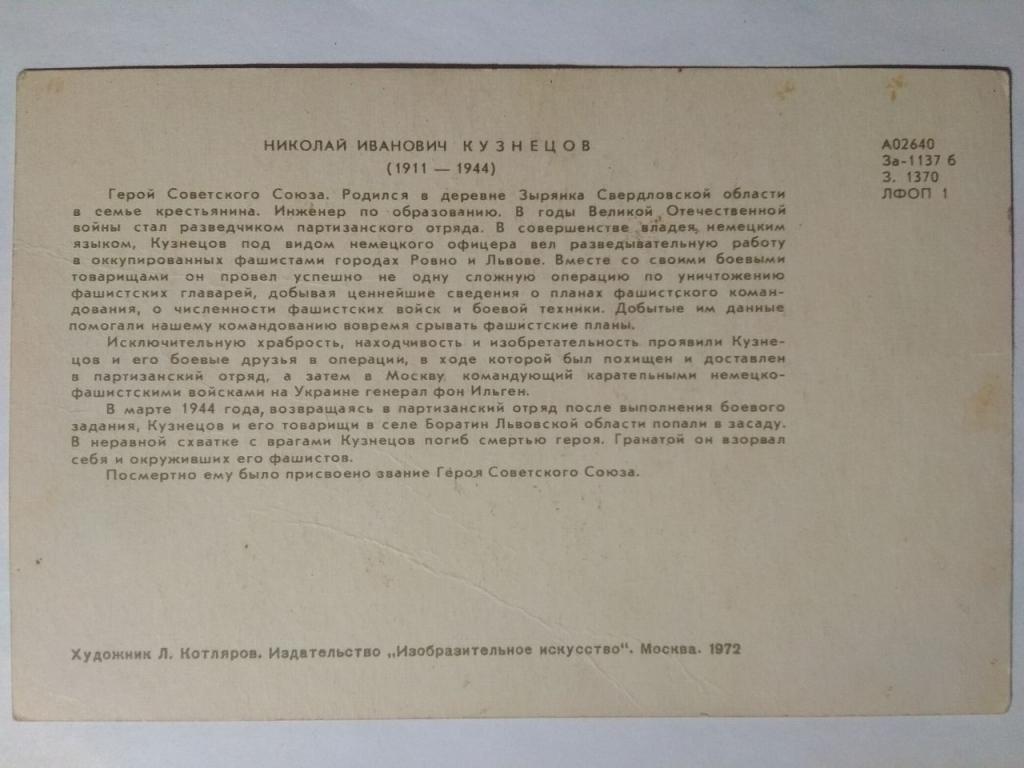 НИКОЛАЙ ИВАНОВИЧ КУЗНЕЦОВ
(1911 — 1944)
Герой Советского Союза. Родился в деревне Зырянка Свердловской области
в семье крестьянина. Инженер по образованию. В годы Великой Отечественной
войны стал разведчиком партизанского отряда. В совершенстве владея, немецким
языком, Кузнецов под видом немецкого офицера вел разведывательную работу
в оккупированных фашистами городах Ровно и Львове. Вместе со своими боевыми
товарищами он провел успешно не одну сложную операцию по уничтожению
фашистских главарей, добывая ценнейшие сведения о планах фашистского коман-
дования, о численности фашистских войск и боевой техники. Добытые им данные
помогали нашему командованию вовремя срывать фашистские планы.
Исключительную храбрость, находчивость и изобретательность проявили Кузне-
цов и его боевые друзья в операции, в ходе которой был похищен и доставлен
в партизанский отряд, а затем в Москву командующий карательными немецко-
фашистскими войсками на Украине генерал фон Ильген.
В марте 1944 года, возвращаясь в партизанский отряд после выполнения боевого
задания, Кузнецов и его товарищи в селе Боратин Львовской области попали в засаду.
В неравной схватке с врагами Кузнецов погиб смертью героя. Гранатой он взорвал
себя и окруживших его фашистов.
Посмертно ему было присвоено звание Героя Советского Союза.
А02640
За-1137 б
З. 1370
ЛФОП 1
Художник Л. Котляров. Издательство „Изобразительное искусство". Москва. 1972